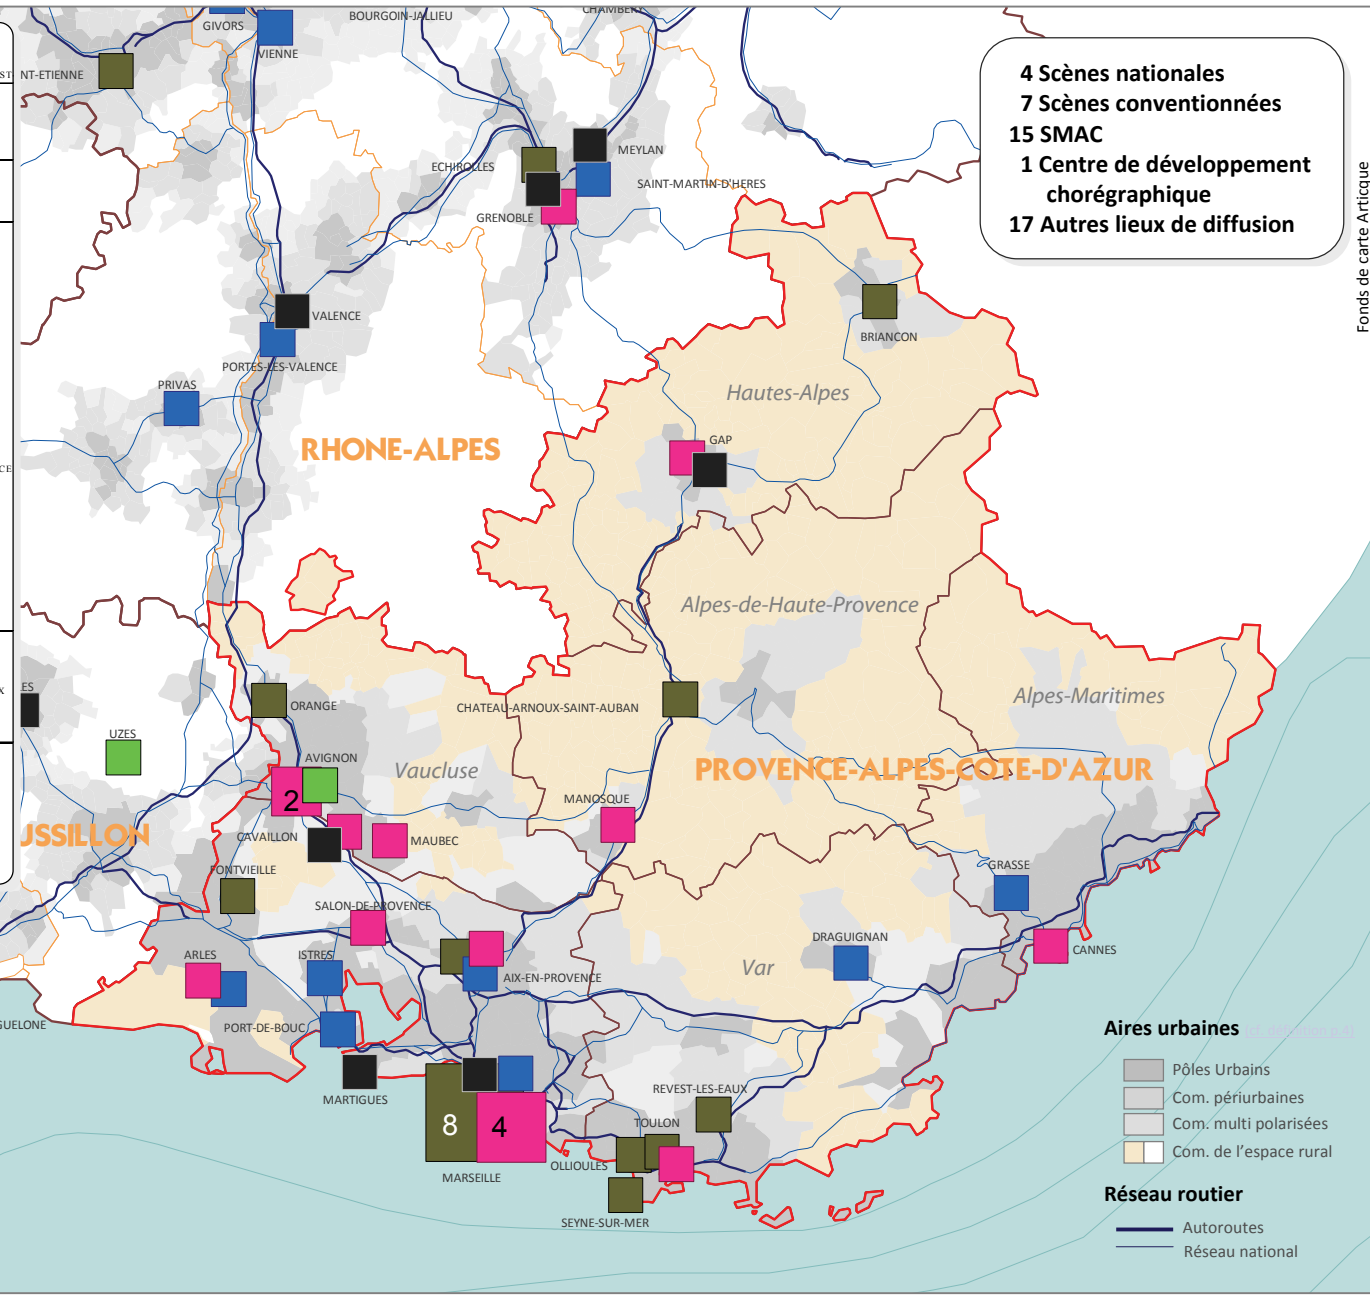 GIVORS
VIENNE
BOURGOIN-JALLIEU
CHAMBERY
NT-ETIENNE
4 Scènes nationales
7 Scènes conventionnées
15 SMAC
1 Centre de développement
chorégraphique
17 Autres lieux de diffusion
Fonds de carte Articque
ECHIROLLES
MEYLAN
SAINT-MARTIN-D'HERES
GRENOBLE
VALENCE
PORTES-LES-VALENCE
PRIVAS
BRIANCON
Hautes-Alpes
RHONE-ALPES
GAP
Alpes-de-Haute-Provence
Alpes-Maritimes
ORANGE
CHATEAU-ARNOUX-SAINT-AUBAN
UZES
AVIGNON
Vaucluse
PROVENCE-ALPES-COTE-D'AZUR
2
MANOSQUE
USSILLON
CAVAILLON
MAUBEC
FONTVIEILLE
GRASSE
SALON-DE-PROVENCE
DRAGUIGNAN
CANNES
ARLES
ISTRES
Var
AIX-EN-PROVENCE
GUELONE
PORT-DE-BOUC
MARTIGUES
REVEST-LES-EAUX
8
4
TOULON
OLLIOULES
MARSEILLE
SEYNE-SUR-MER
Aires urbaines
Pôles Urbains
Com. périurbaines
Com. multi polarisées
Com. de l'espace rural
Réseau routier
Autoroutes
Réseau national